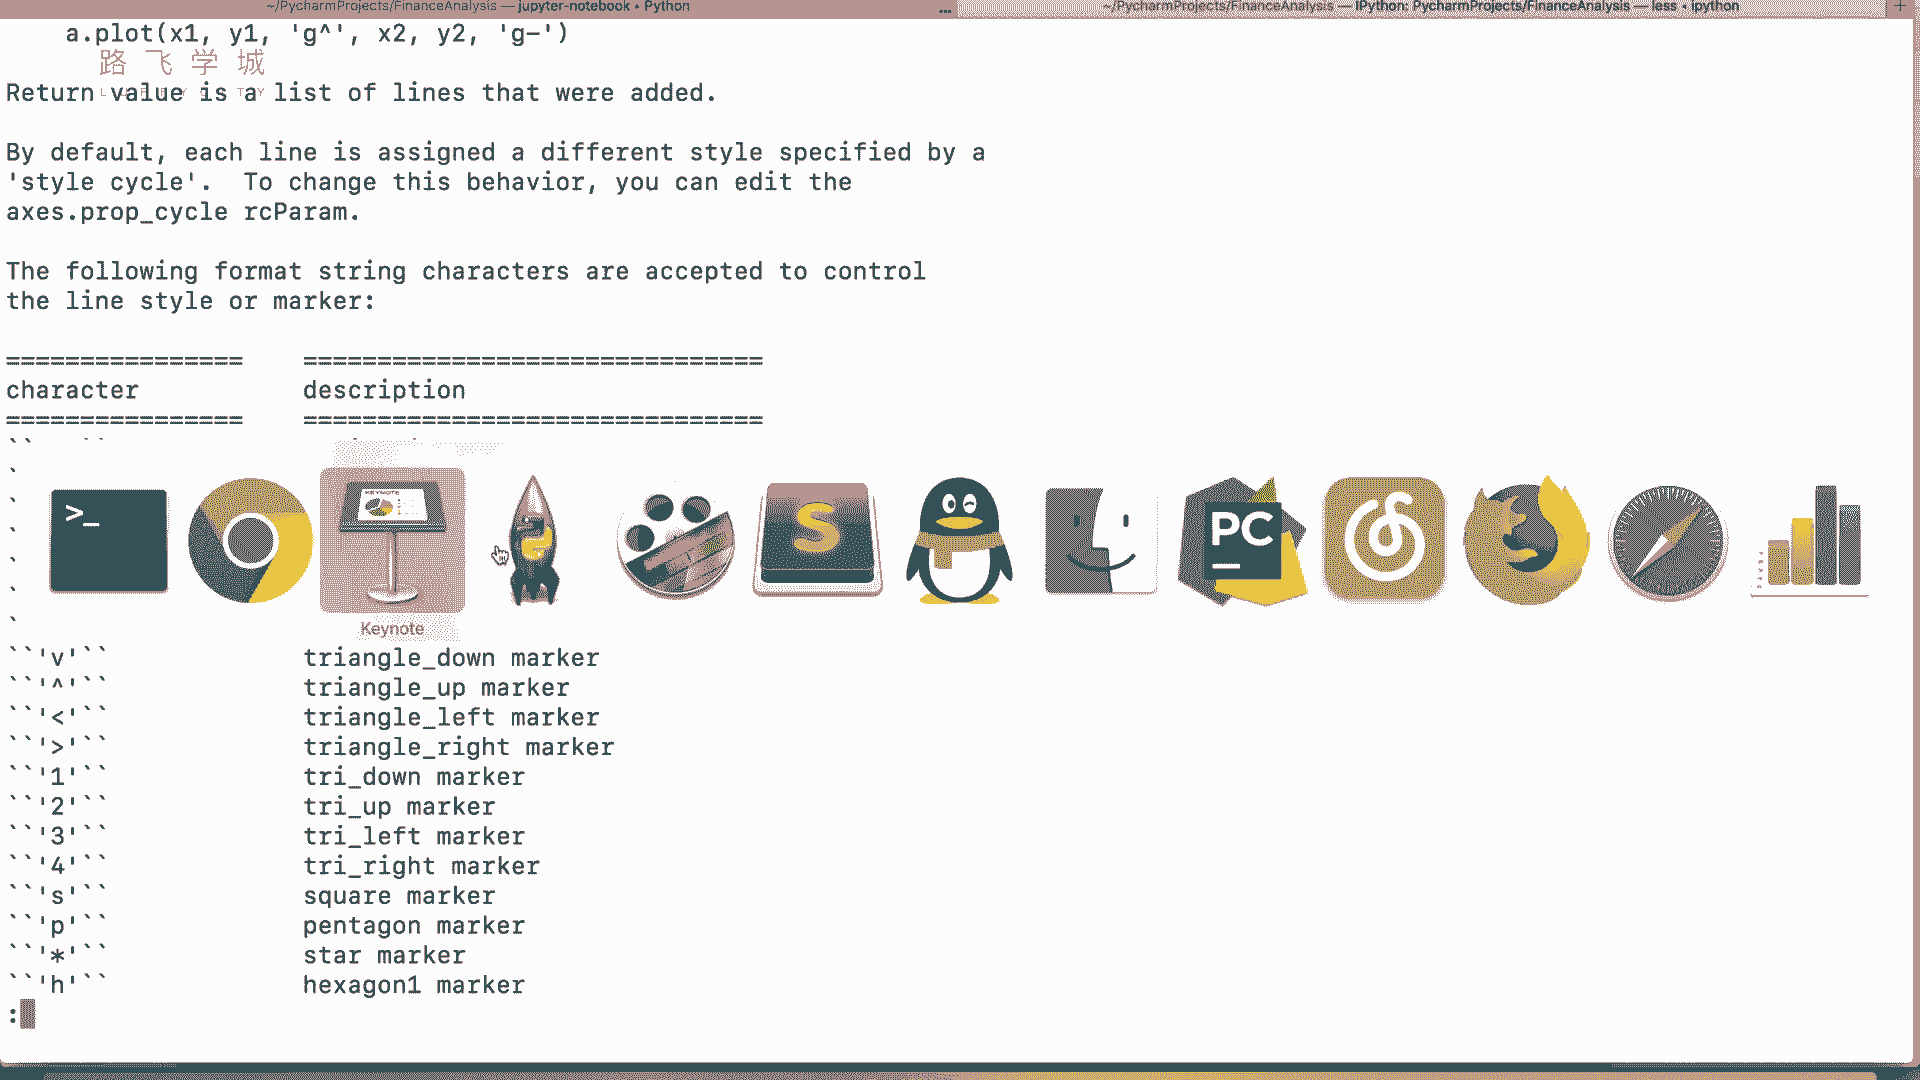 ~/PycharmProjects/FinanceAnalysis — jupyter-notebook • Python
... ~/PycharmProjects/FinanceAnalysis — IPython: PycharmProjects/FinanceAnalysis — less • ipython +
a.plot(x1, y1, 'g^', x2, y2, 'g-')
路飞学城
Return value is a list of lines that were added.
By default, each line is assigned a different style specified by a
'style cycle'.  To change this behavior, you can edit the
axes.prop_cycle rcParam.
The following format string characters are accepted to control
the line style or marker:
================    ===============================
character           description
================    ===============================
>_
S
PC
Keynote
``'v'``             triangle_down marker
``'^'``             triangle_up marker
``'<'``             triangle_left marker
``'>'``             triangle_right marker
``'1'``             tri_down marker
``'2'``             tri_up marker
``'3'``             tri_left marker
``'4'``             tri_right marker
``'s'``             square marker
``'p'``             pentagon marker
``'*'``             star marker
``'h'``             hexagon1 marker
: